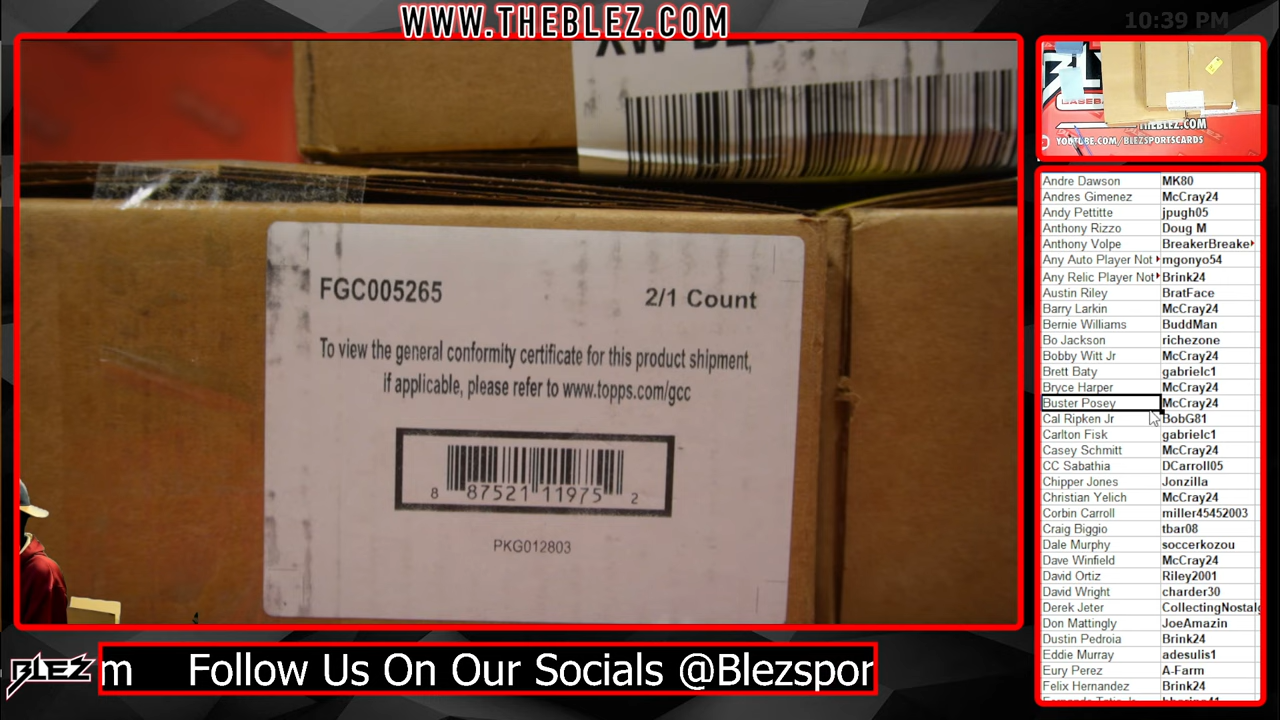 WWW.THEBLEZ.COM
10:39 PM
FGC005265
2/1 Count
To view the general conformity certificate for this product shipment,
if applicable, please refer to www.topps.com/gcc
8 87521 11975 2
PKG012803
THEBLEZ.COM
YOUTUBE.COM/BLEZSPORTSCARDS
Andre Dawson MK80
Andres Gimenez McCray24
Andy Pettitte jpugh05
Anthony Rizzo Doug M
Anthony Volpe BreakerBreake
Any Auto Player Not mgonyo54
Any Relic Player Not Brink24
Austin Riley BratFace
Barry Larkin McCray24
Bernie Williams BuddMan
Bo Jackson richezone
Bobby Witt Jr McCray24
Brett Baty gabrielc1
Bryce Harper McCray24
Buster Posey McCray24
Cal Ripken Jr BobG81
Carlton Fisk gabrielc1
Casey Schmitt McCray24
CC Sabathia DCarroll05
Chipper Jones Jonzilla
Christian Yelich McCray24
Corbin Carroll miller45452003
Craig Biggio tbar08
Dale Murphy soccerkozou
Dave Winfield McCray24
David Ortiz Riley2001
David Wright charder30
Derek Jeter CollectingNostalg
Don Mattingly JoeAmazin
Dustin Pedroia Brink24
Eddie Murray adesulis1
Eury Perez A-Farm
Felix Hernandez Brink24
BLEZ
m Follow Us On Our Socials @Blezspor